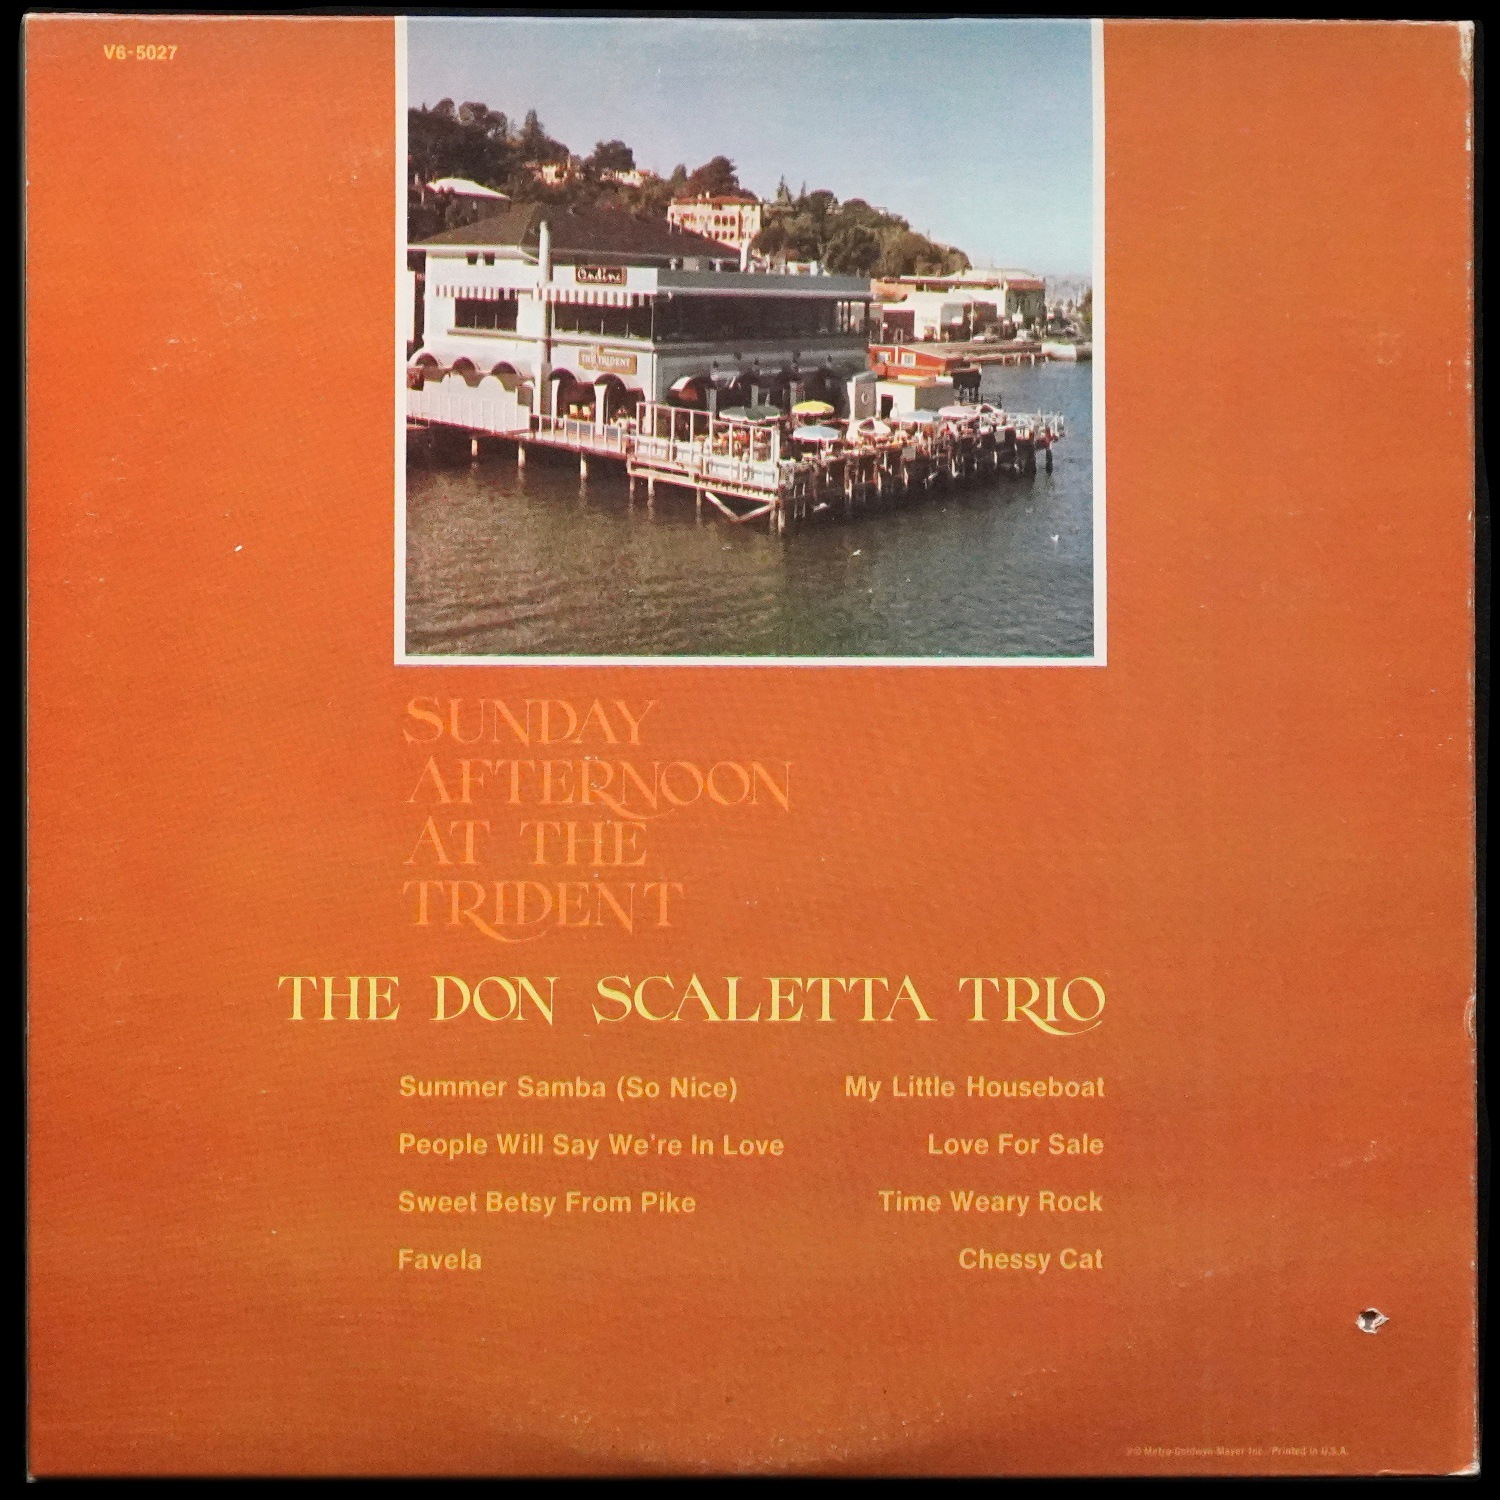 V6-5027
Ondine
THE TRIDENT
SUNDAY
AFTERNOON
AT THE
TRIDENT
THE DON SCALETTA TRIO
Summer Samba (So Nice)
People Will Say We're In Love
Sweet Betsy From Pike
Favela
My Little Houseboat
Love For Sale
Time Weary Rock
Chessy Cat
Metro-Goldwyn-Mayer Inc./Printed in U.S.A.